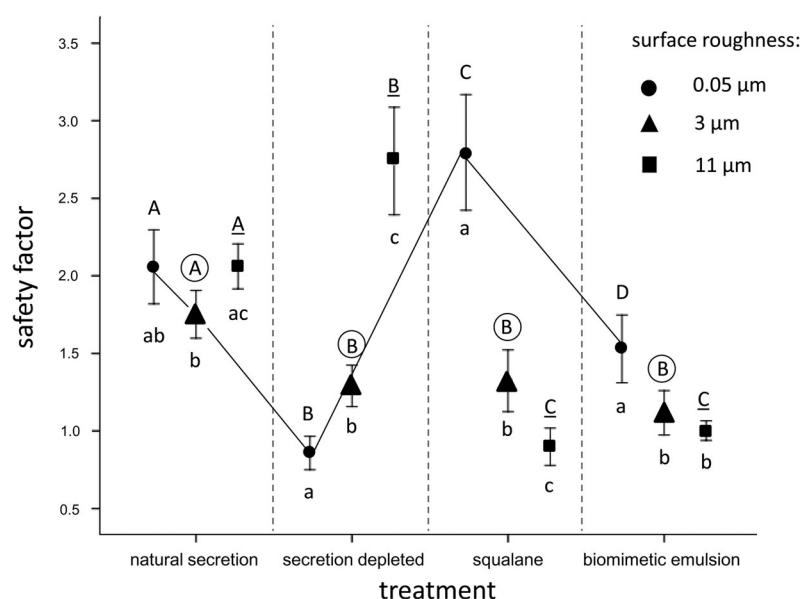 surface roughness:
0.05 µm
3 µm
11 µm
safety factor
3.5
3.0
2.5
2.0
1.5
1.0
0.5
A
A
A
ab
b
ac
B
B
B
a
b
c
C
B
C
a
b
c
D
B
C
a
b
b
natural secretion
secretion depleted
squalane
biomimetic emulsion
treatment